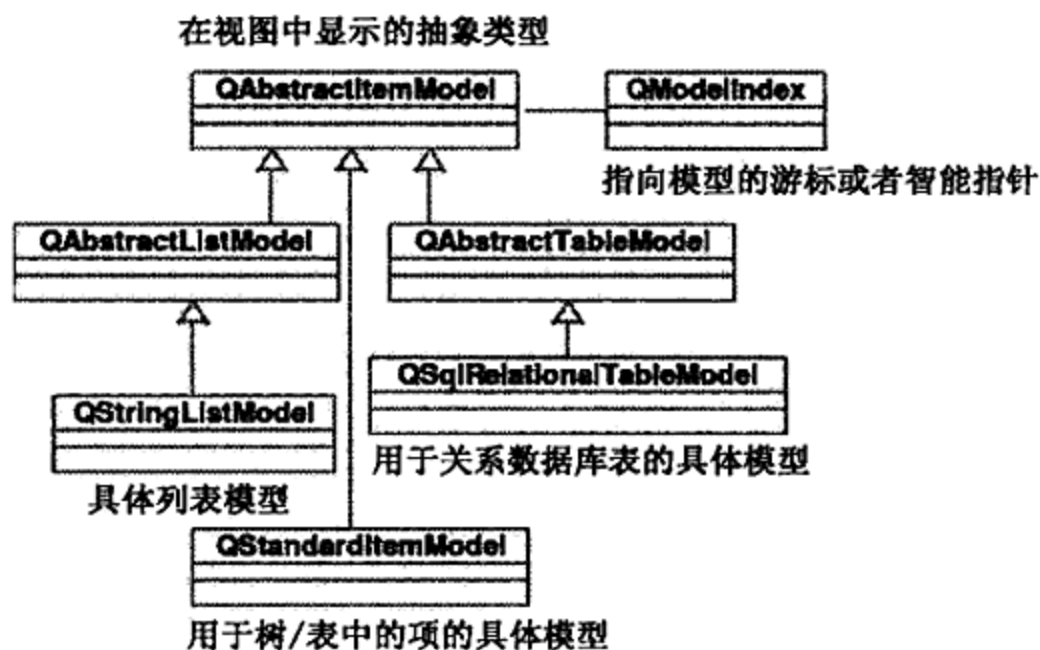 在视图中显示的抽象类型
QAbstractItemModel
QModelIndex
指向模型的游标或者智能指针
QAbstractListModel
QAbstractTableModel
QSqlRelationalTableModel
QStringListModel
用于关系数据库表的具体模型
具体列表模型
QStandardItemModel
用于树/表中的项的具体模型